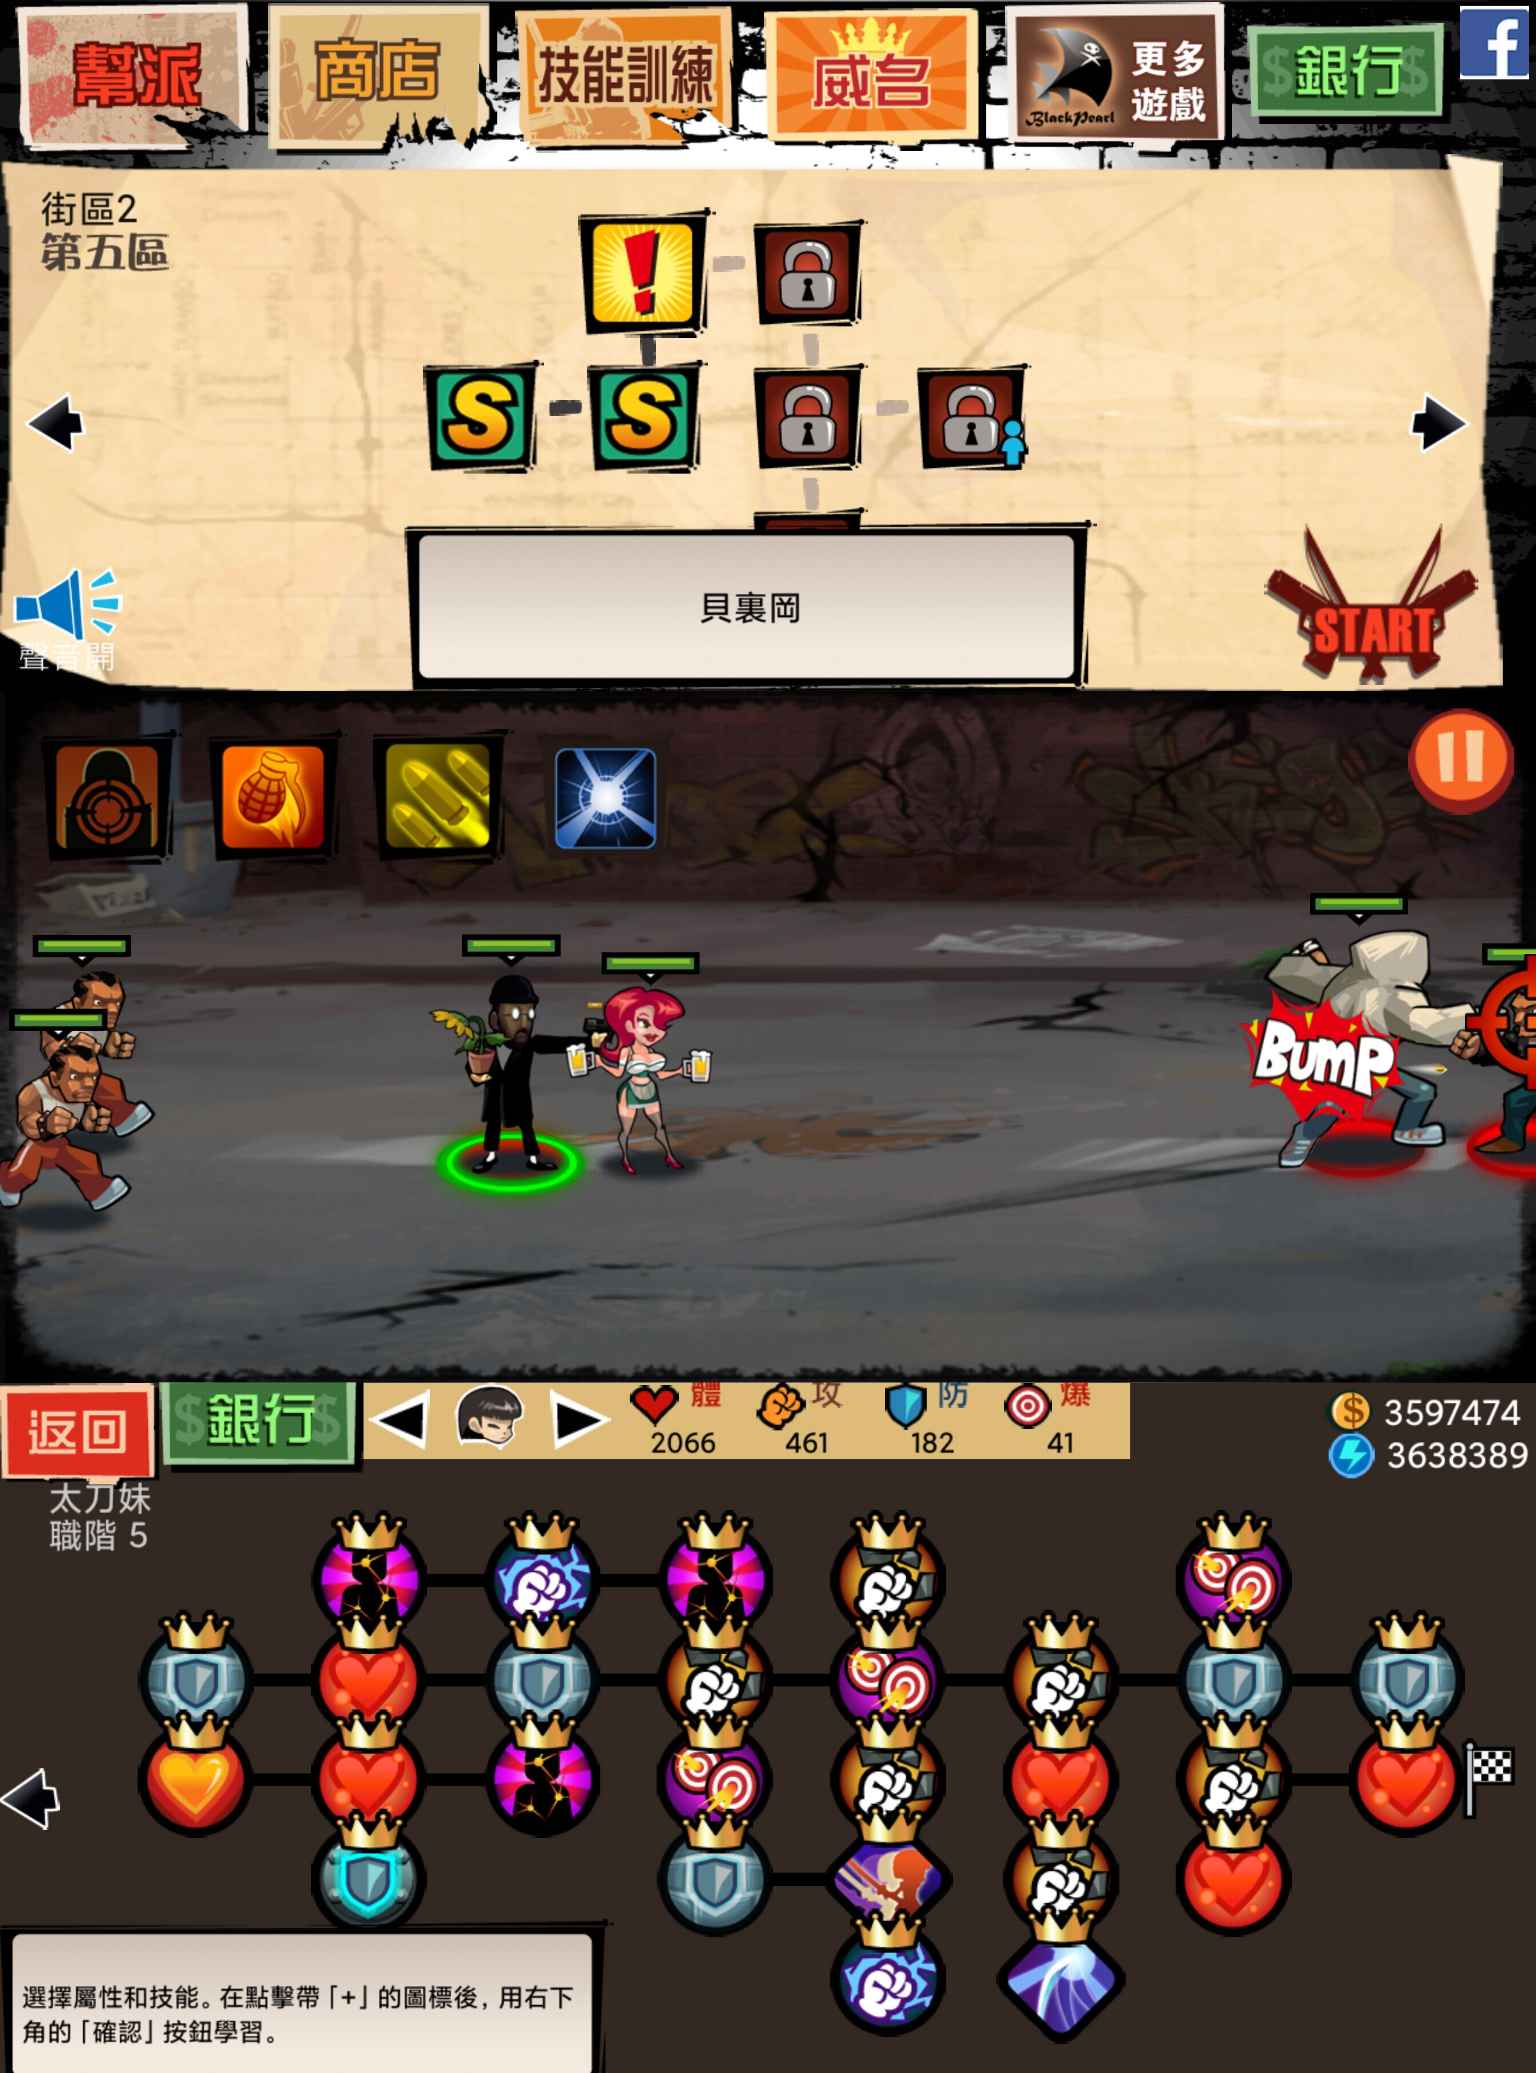 幫派
商店
技能訓練
威名
BlackPearl
更多
遊戲
$銀行$
f
街區2
第五區
S
S
貝裏岡
聲音開
START
BUMP
返回
$銀行$
體
2066
攻
461
防
182
爆
41
3597474
3638389
太刀妹
職階 5
選擇屬性和技能。在點擊帶「+」的圖標後，用右下
角的「確認」按鈕學習。